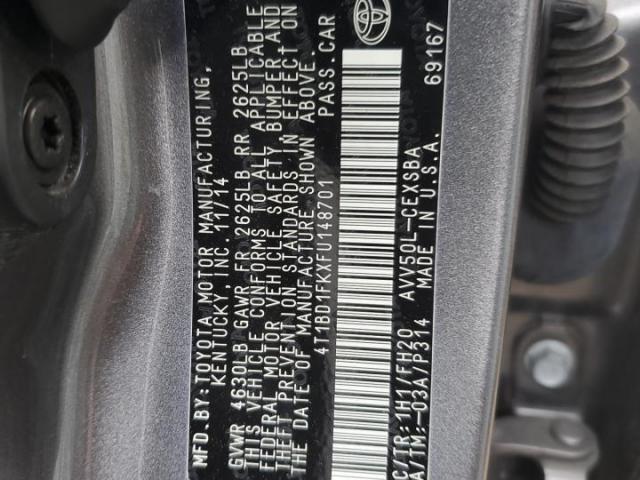 MFD.BY: TOYOTA MOTOR MANUFACTURING,
KENTUCKY, INC. 11/14
GVWR 4630LB GAWR FR 2625LB RR 2625LB
THIS VEHICLE CONFORMS TO ALL APPLICABLE
FEDERAL MOTOR VEHICLE SAFETY, BUMPER AND
THEFT PREVENTION STANDARDS IN EFFECT ON
THE DATE OF MANUFACTURE SHOWN ABOVE.
4T1BD1FKXFU148701 PASS.CAR
C/TR: 1H1/FH20 AVV50L-CEXSBA
A/TM: -03A/P314 MADE IN U.S.A.
69167